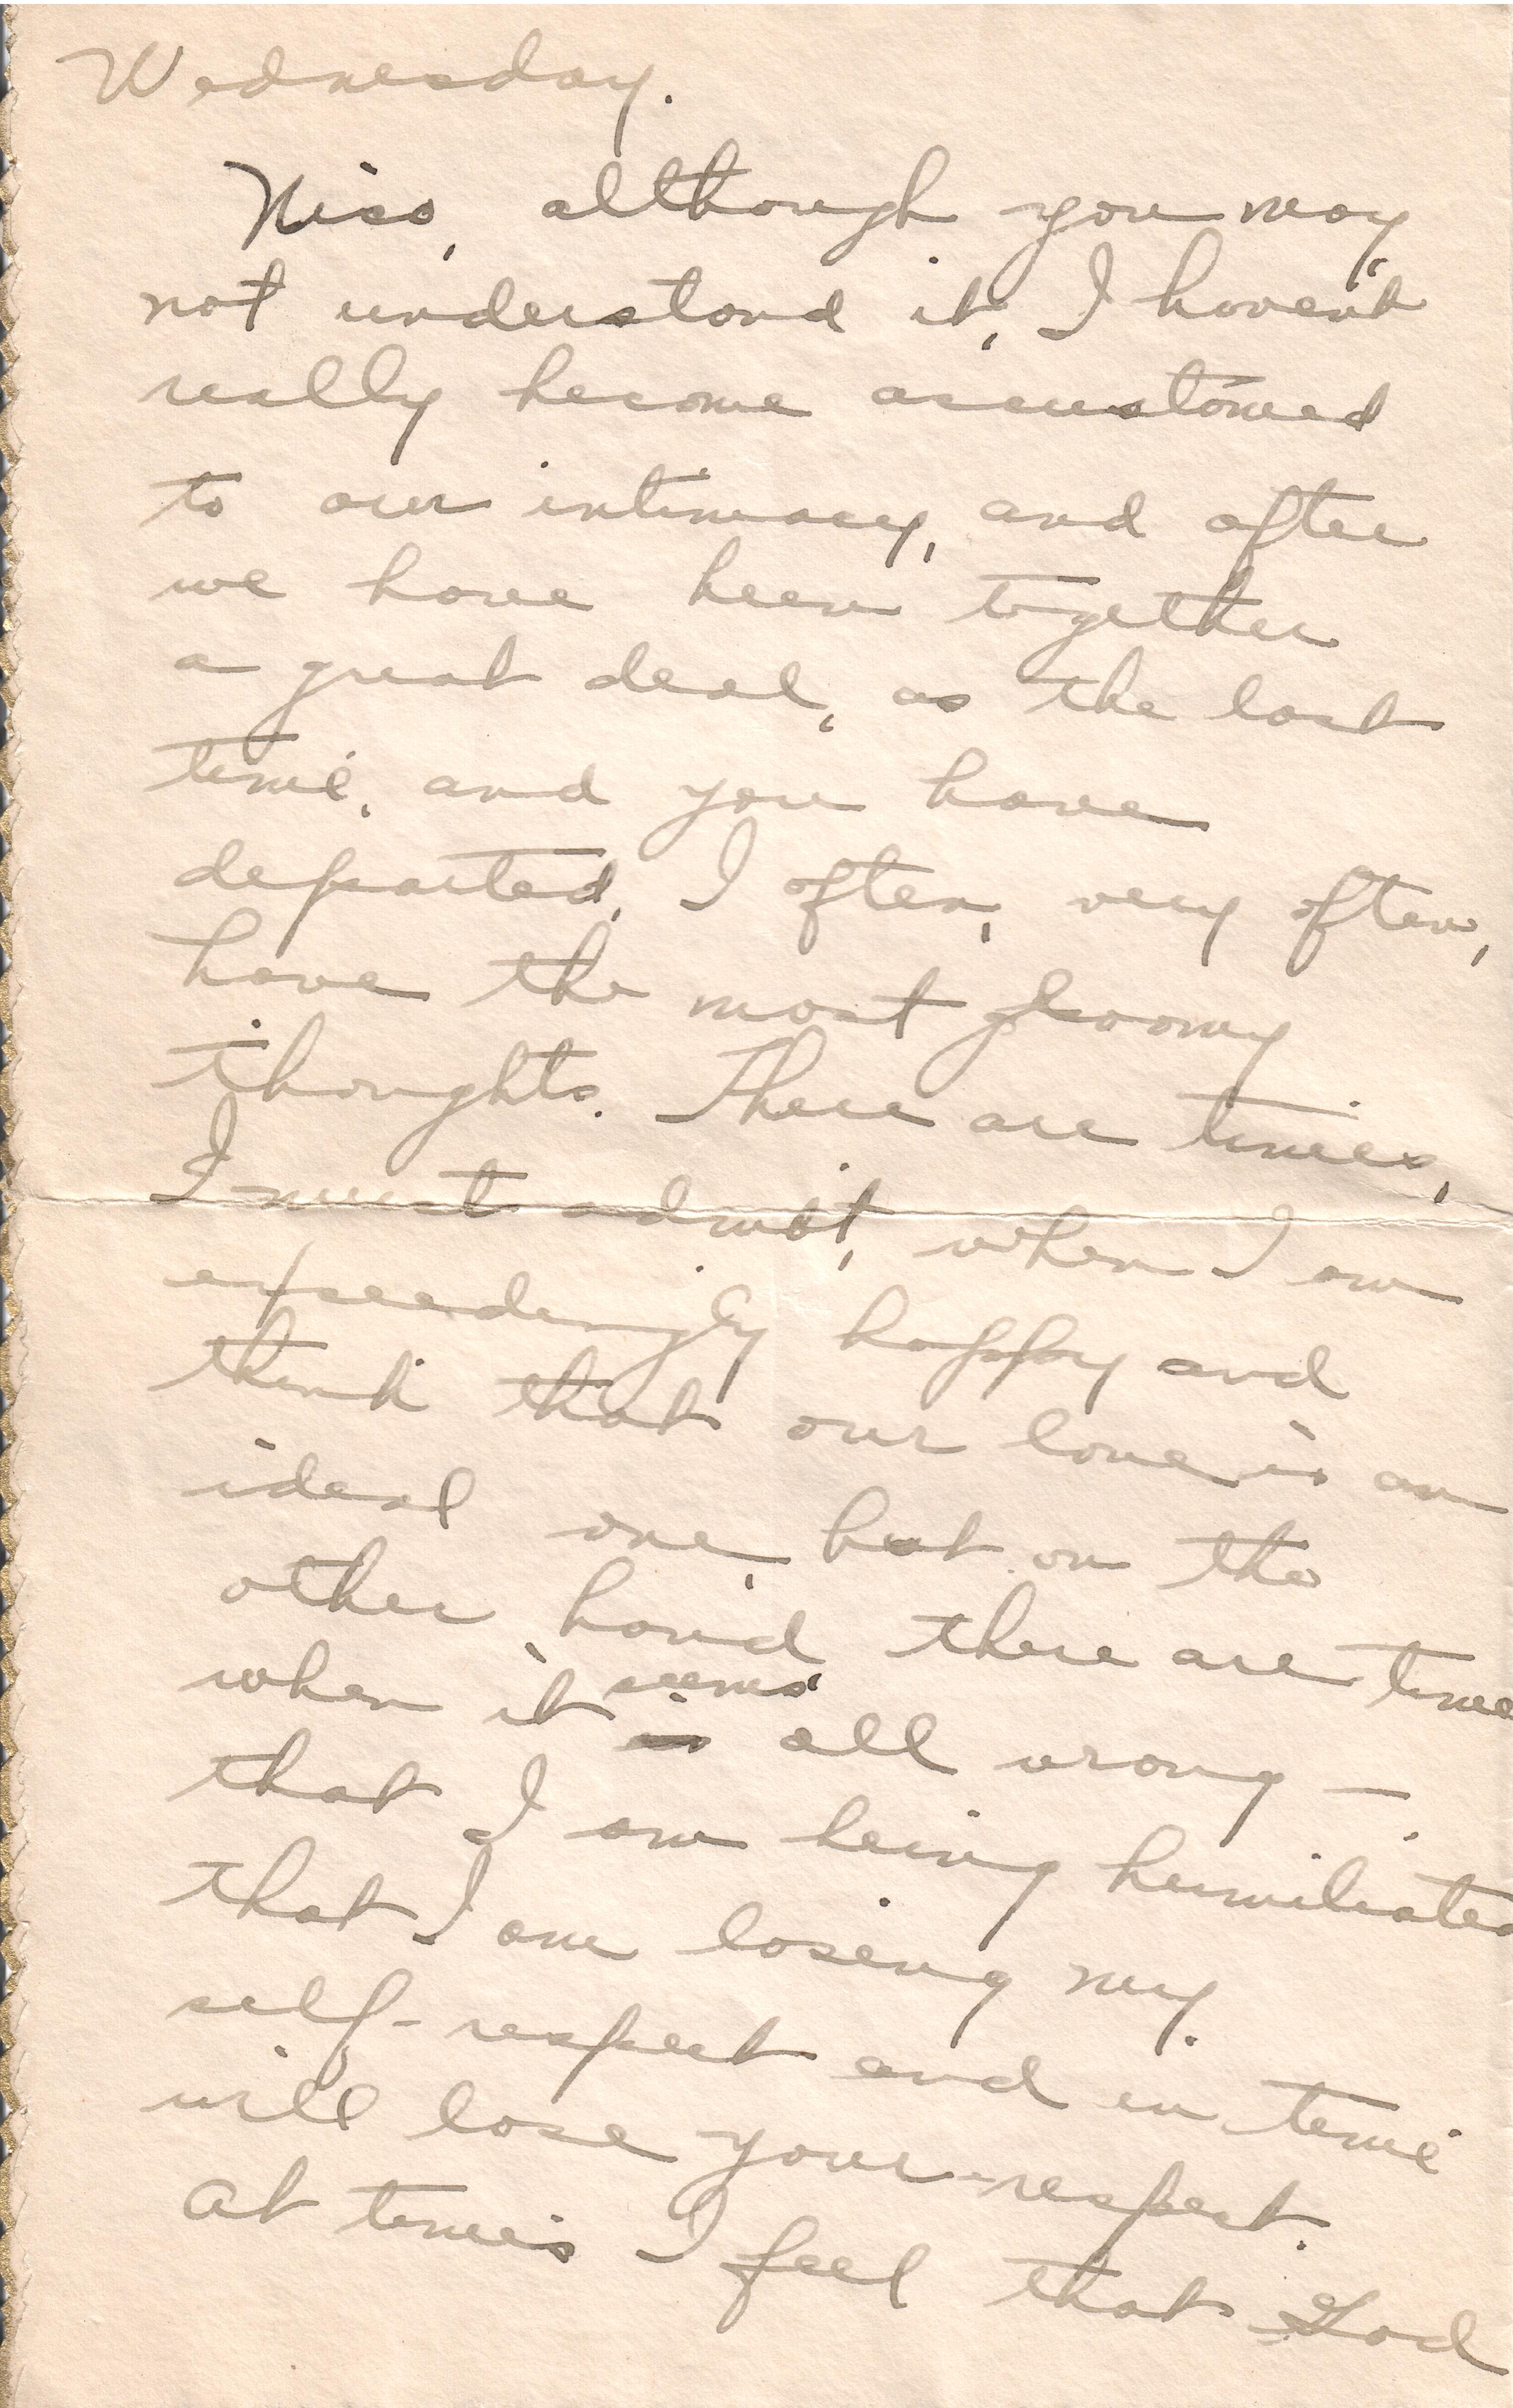 Wednesday.
Niso, although you may
not understand it, I haven't
really become accustomed
to our intimacy, and after
we have been together
a great deal, as the last
time, and you have
departed, I often, very often,
have the most gloomy
thoughts. There are times,
I must admit, when I am
exceedingly happy and
think that our love is an
ideal one, but on the
other hand there are time
when it seems all wrong —
that I am being humiliated
that I am losing my
self-respect and in time
will lose your respect.
At times I feel that God